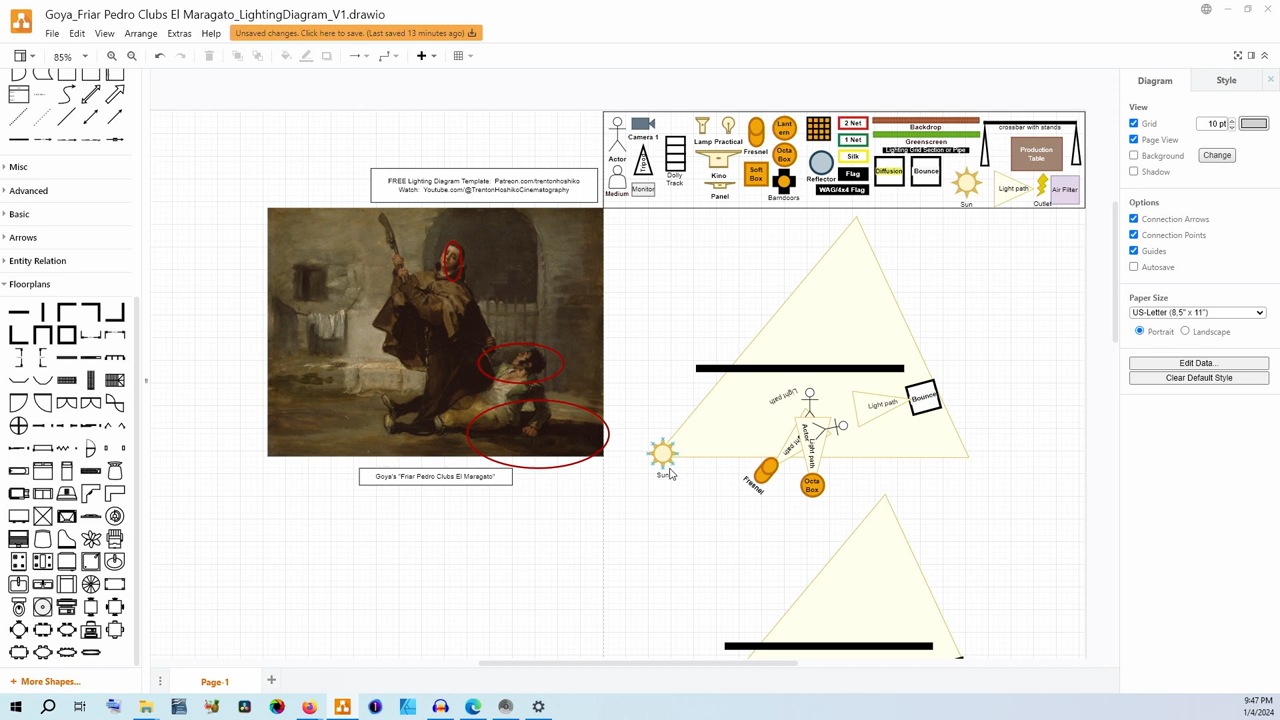 Goya_Friar Pedro Clubs El Maragato_LightingDiagram_V1.drawio
File Edit View Arrange Extras Help
Unsaved changes. Click here to save. (Last saved 13 minutes ago)
85%
Misc
Advanced
Basic
Arrows
Entity Relation
Floorplans
More Shapes...
FREE Lighting Diagram Template: Patreon.com/trentonhoshiko
Watch: Youtube.com/@TrentonHoshikoCinematography
Goya's "Friar Pedro Clubs El Maragato"
Actor
Medium
Camera 1
Tripod
Monitor
Dolly
Track
Lamp Practical
Kino
Panel
Fresnel
Soft
Box
Lant
ern
Octa
Box
Barndoors
Reflector
2 Net
1 Net
Silk
Flag
WAG/4x4 Flag
Backdrop
Greenscreen
Lighting Grid Section or Pipe
Diffusion
Bounce
crossbar with stands
Production
Table
Sun
Light path
Outlet
Air Filter
Light path
Light path
Bounce
Actor
Light path
path
Sun
Fresnel
Octa
Box
Page-1
Diagram
Style
View
Grid
10 pt
Page View
Background
Change
Shadow
Options
Connection Arrows
Connection Points
Guides
Autosave
Paper Size
US-Letter (8,5" x 11")
Portrait
Landscape
Edit Data...
Clear Default Style
9:47 PM
1/4/2024